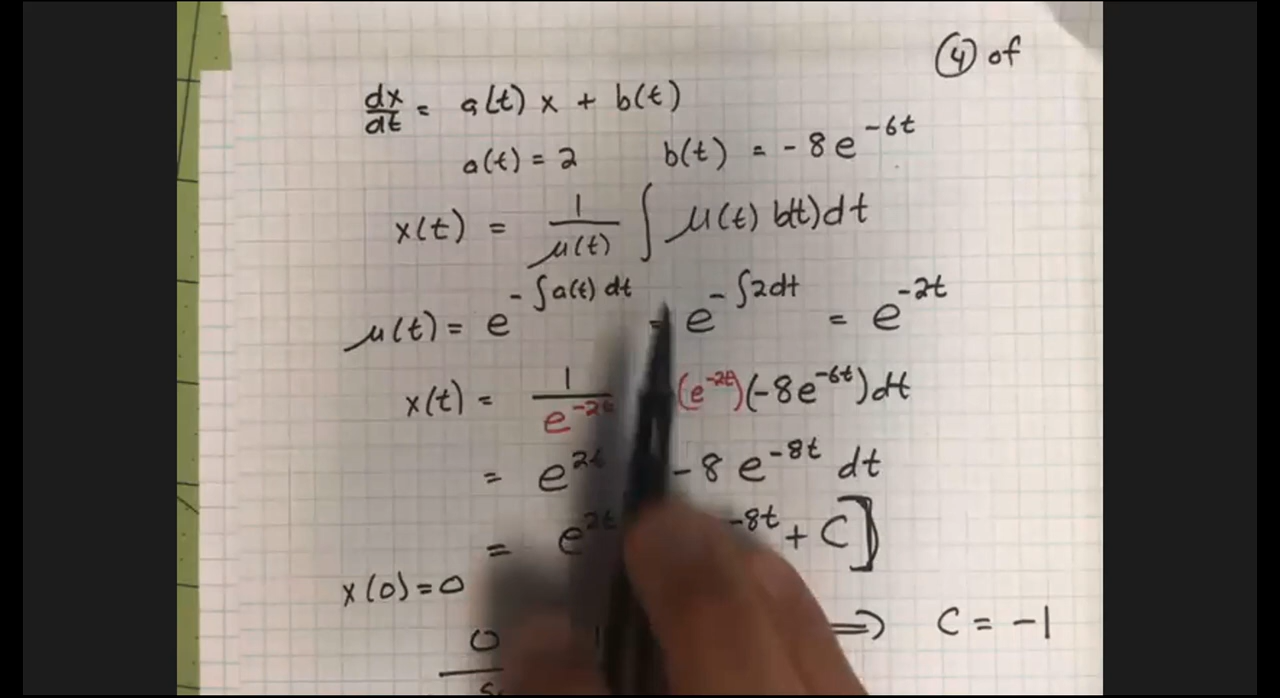 ④ of
dx/dt = a(t) x + b(t)
a(t) = 2 b(t) = -8e^{-6t}
x(t) = 1/μ(t) ∫ μ(t) b(t) dt
μ(t) = e^{-∫a(t) dt} = e^{-∫2dt} = e^{-2t}
x(t) = 1/e^{-2t} (e^{-2t})(-8e^{-6t})dt
= e^{2t} -8 e^{-8t} dt
= e^{2t} -8t + C]
x(0)=0
0 ⟹ C = -1